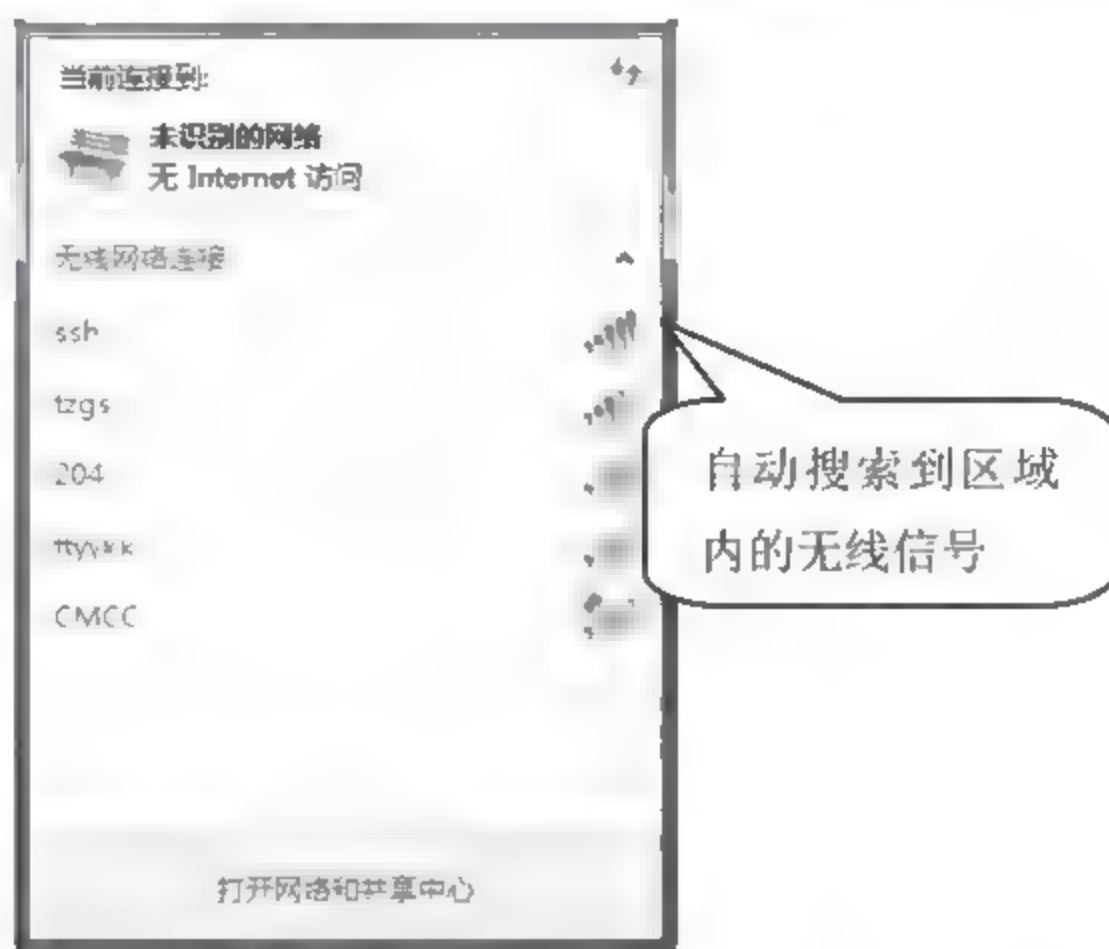 当前连接到:
未识别的网络
无 Internet 访问
无线网络连接
ssh
tzgs
204
CMCC
自动搜索到区域
内的无线信号
打开网络和共享中心